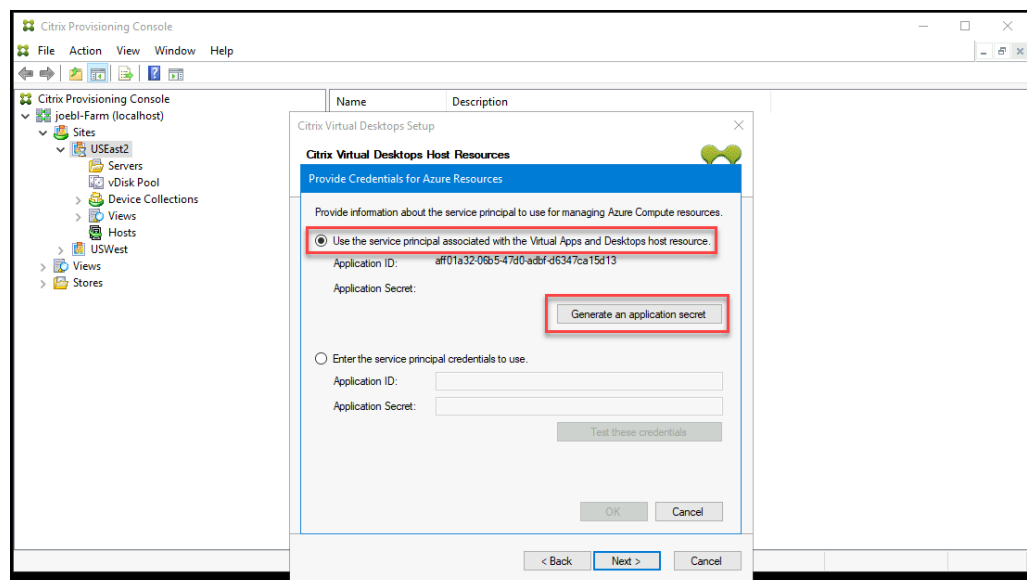 Citrix Provisioning Console
File Action View Window Help
Citrix Provisioning Console
joebl-Farm (localhost)
Sites
USEast2
Servers
vDisk Pool
Device Collections
Views
Hosts
USWest
Views
Stores
Name Description
Citrix Virtual Desktops Setup
Citrix Virtual Desktops Host Resources
Provide Credentials for Azure Resources
Provide information about the service principal to use for managing Azure Compute resources.
Use the service principal associated with the Virtual Apps and Desktops host resource.
Application ID: aff01a32-06b5-47d0-adbf-d6347ca15d13
Application Secret:
Generate an application secret
Enter the service principal credentials to use.
Application ID:
Application Secret:
Test these credentials
OK Cancel
< Back Next > Cancel